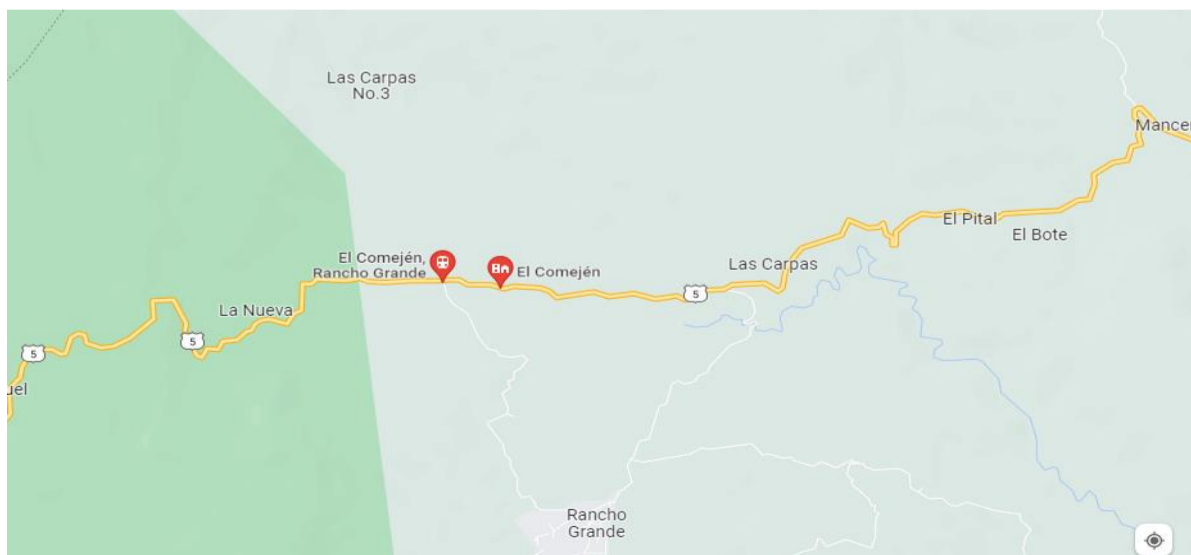 Las Carpas
No.3
Mancer
El Pital
El Bote
El Comején,
Rancho Grande
El Comején
Las Carpas
5
La Nueva
5
5
uel
Rancho
Grande